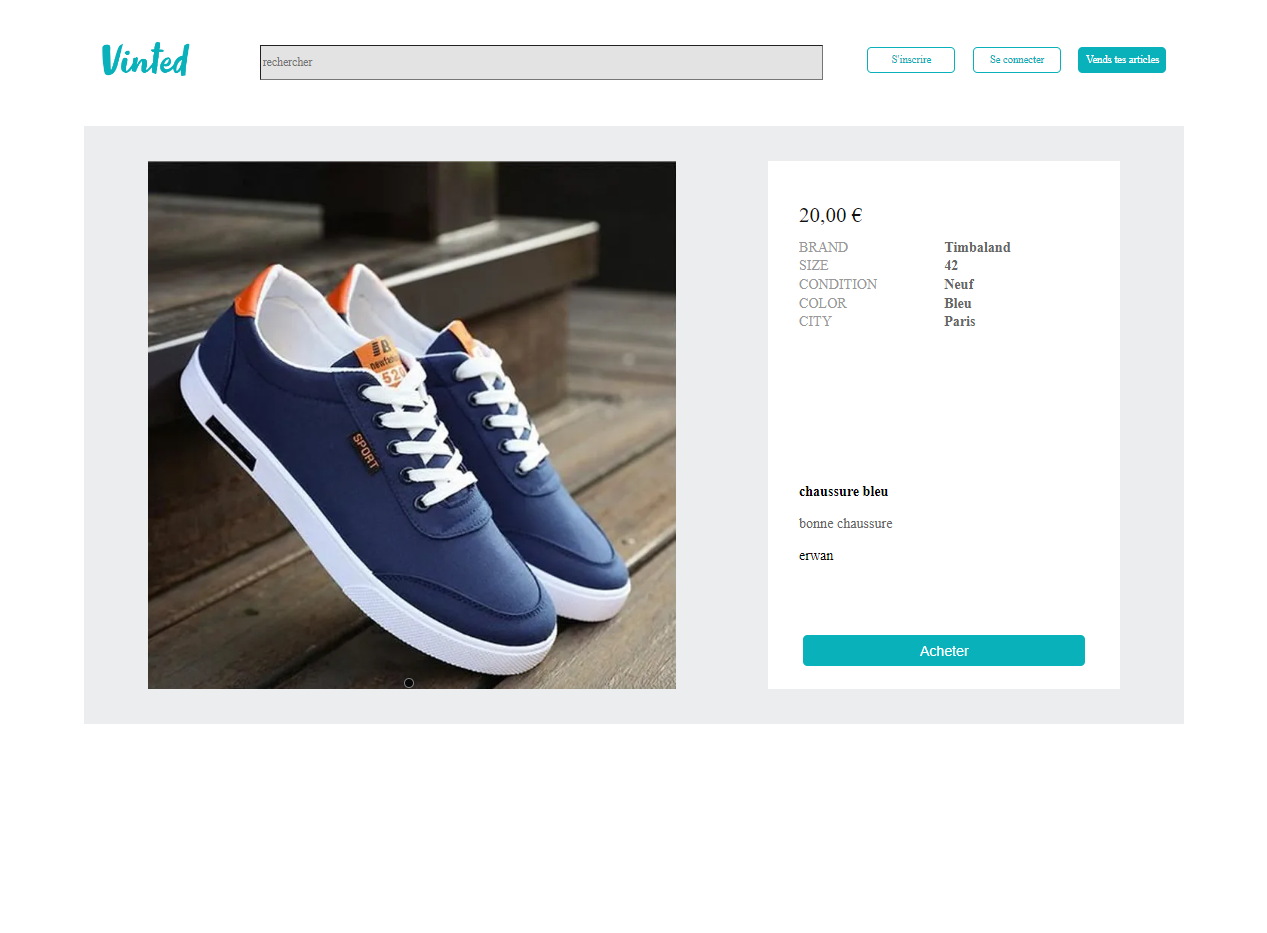 Vinted
rechercher
S'inscrire
Se connecter
Vends tes articles
20,00 €
BRAND Timbaland
SIZE 42
CONDITION Neuf
COLOR Bleu
CITY Paris
520
SPORT
chaussure bleu
bonne chaussure
erwan
Acheter